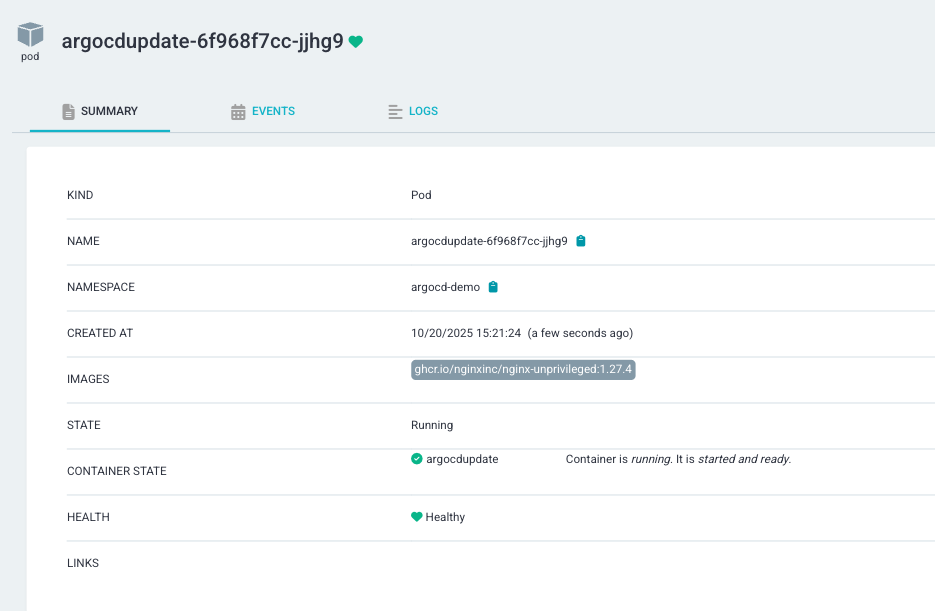 argocdupdate-6f968f7cc-jjhg9
pod
SUMMARY EVENTS LOGS
KIND Pod
NAME argocdupdate-6f968f7cc-jjhg9
NAMESPACE argocd-demo
CREATED AT 10/20/2025 15:21:24 (a few seconds ago)
IMAGES ghcr.io/nginxinc/nginx-unprivileged:1.27.4
STATE Running
CONTAINER STATE argocdupdate Container is running. It is started and ready.
HEALTH Healthy
LINKS